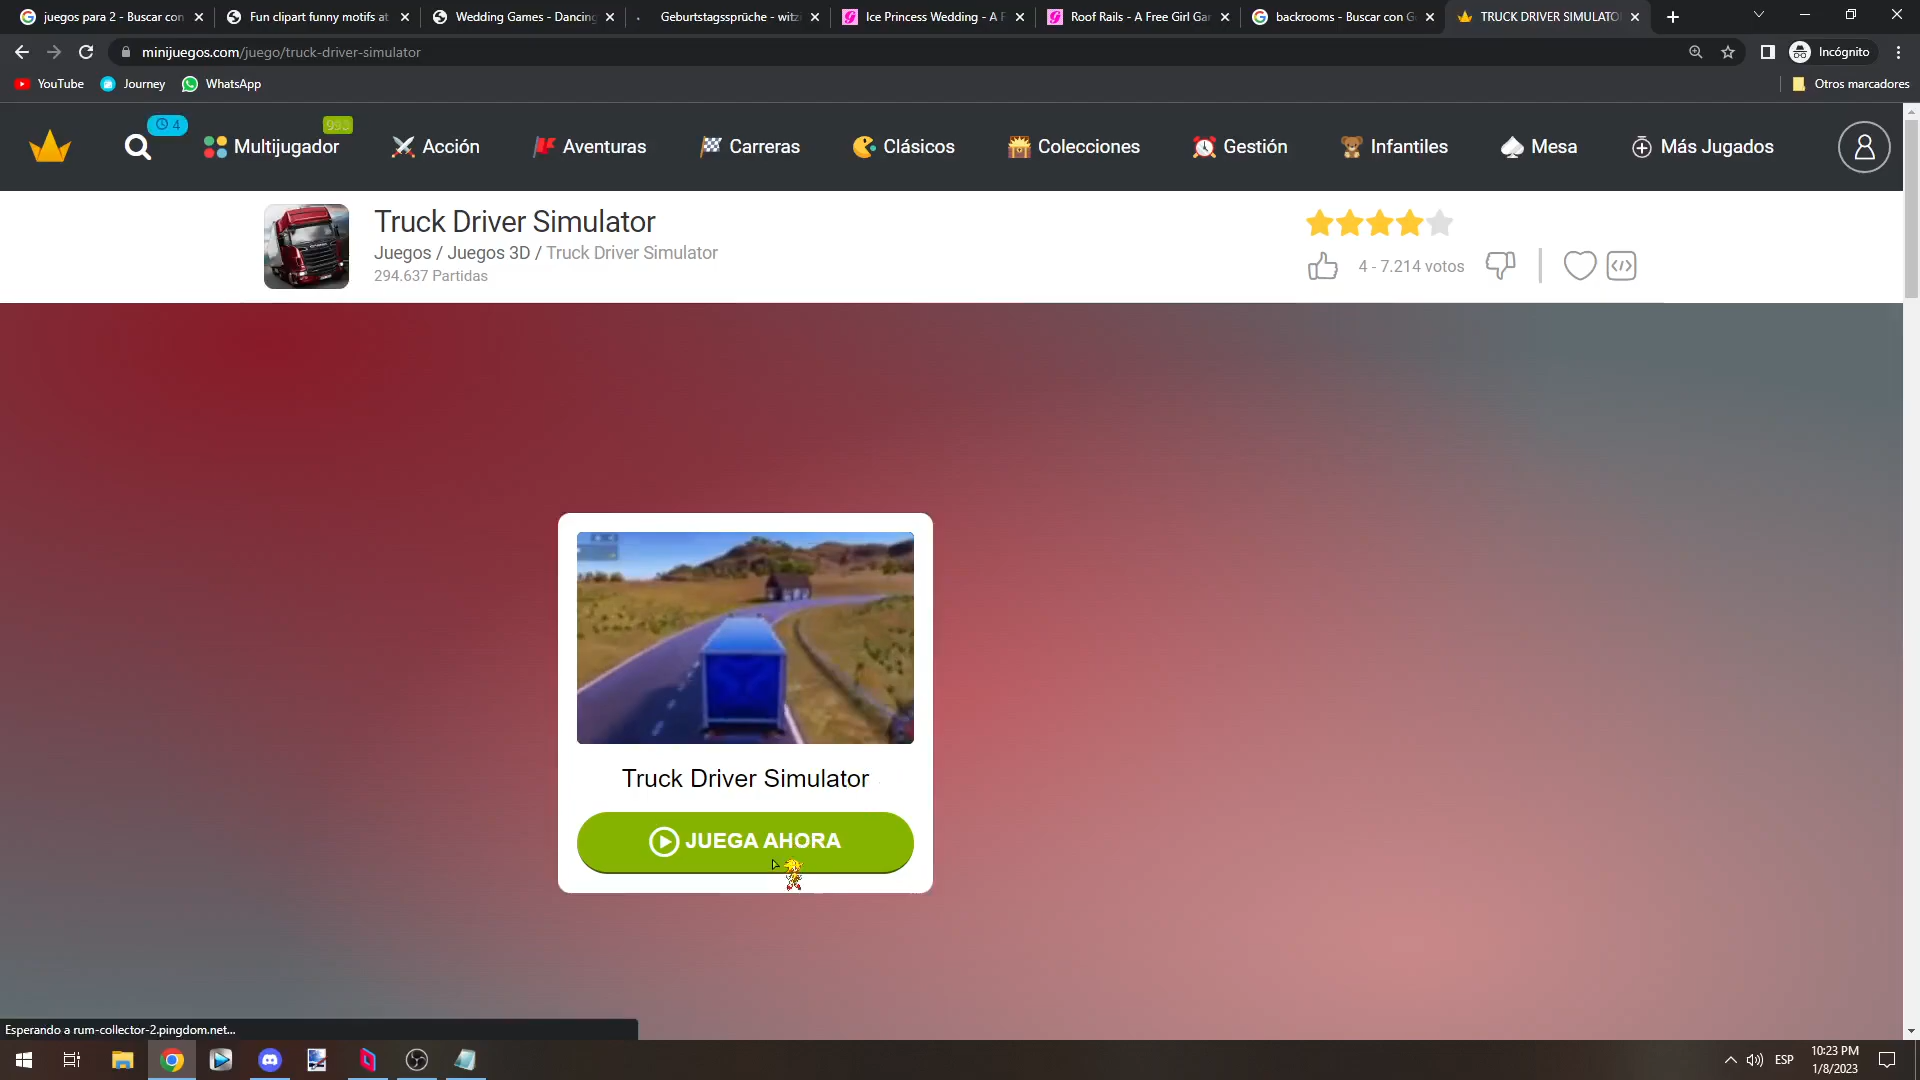 juegos para 2 - Buscar con
Fun clipart funny motifs at
Wedding Games - Dancing
Geburtstagssprüche - witzi
Ice Princess Wedding - A F
Roof Rails - A Free Girl Gar
backrooms - Buscar con G
TRUCK DRIVER SIMULATO
minijuegos.com/juego/truck-driver-simulator
Incógnito
YouTube
Journey
WhatsApp
Otros marcadores
4
Multijugador
Acción
Aventuras
Carreras
Clásicos
Colecciones
Gestión
Infantiles
Mesa
Más Jugados
Truck Driver Simulator
Juegos / Juegos 3D / Truck Driver Simulator
294.637 Partidas
4 - 7.214 votos
Truck Driver Simulator
JUEGA AHORA
Esperando a rum-collector-2.pingdom.net...
ESP
10:23 PM
1/8/2023